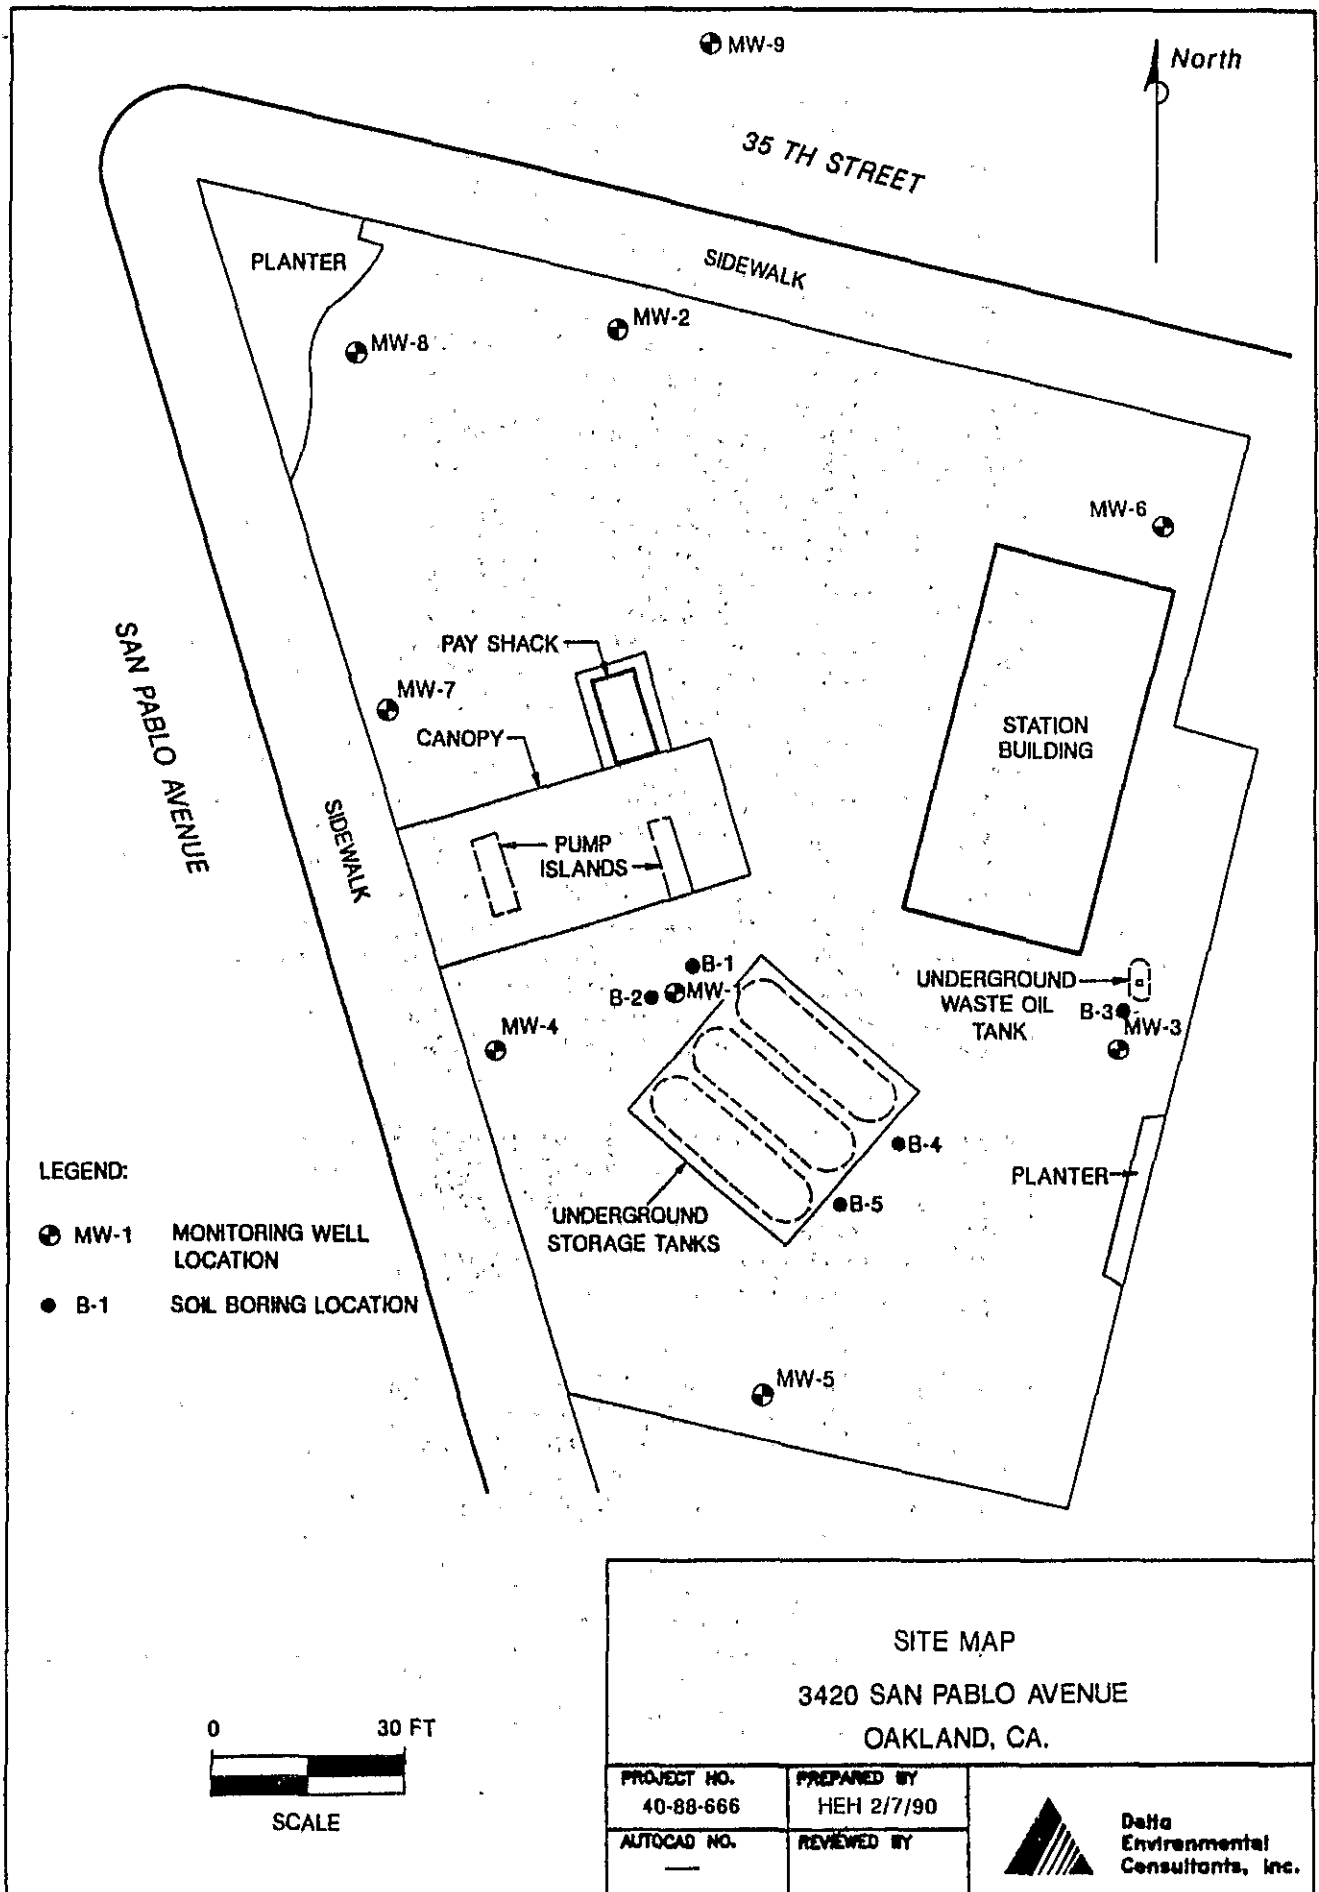 MW-9
North
35 TH STREET
SIDEWALK
PLANTER
MW-2
MW-8
MW-6
SAN PABLO AVENUE
PAY SHACK
MW-7
CANOPY
STATION
BUILDING
SIDEWALK
PUMP
ISLANDS
B-1
B-2
MW-1
UNDERGROUND
WASTE OIL
TANK
B-3
MW-3
MW-4
B-4
PLANTER
B-5
UNDERGROUND
STORAGE TANKS
MW-5
LEGEND:
MW-1 MONITORING WELL
LOCATION
B-1 SOIL BORING LOCATION
0 30 FT
SCALE
SITE MAP
3420 SAN PABLO AVENUE
OAKLAND, CA.
PROJECT NO.
40-88-666
PREPARED BY
HEH 2/7/90
AUTOCAD NO.
—
REVIEWED BY
Delta
Environmental
Consultants, Inc.